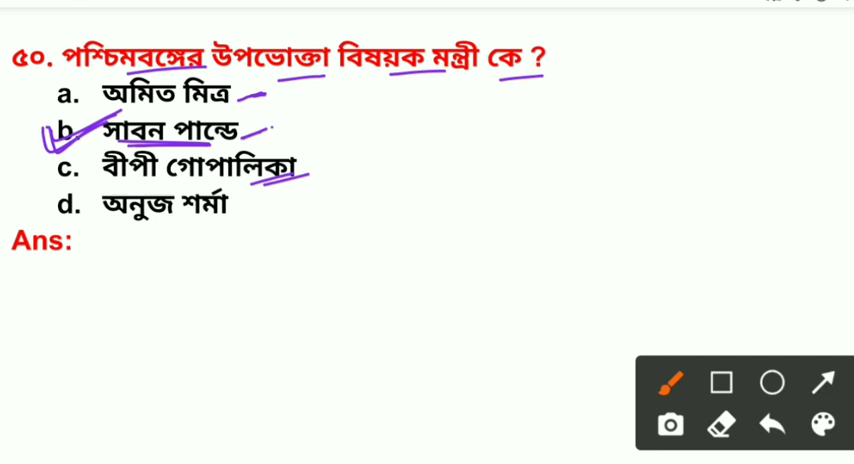 ৫০. পশ্চিমবঙ্গের উপভোক্তা বিষয়ক মন্ত্রী কে ?
a. অমিত মিত্র
b. সাবন পান্ডে
c. বীপী গোপালিকা
d. অনুজ শর্মা
Ans: